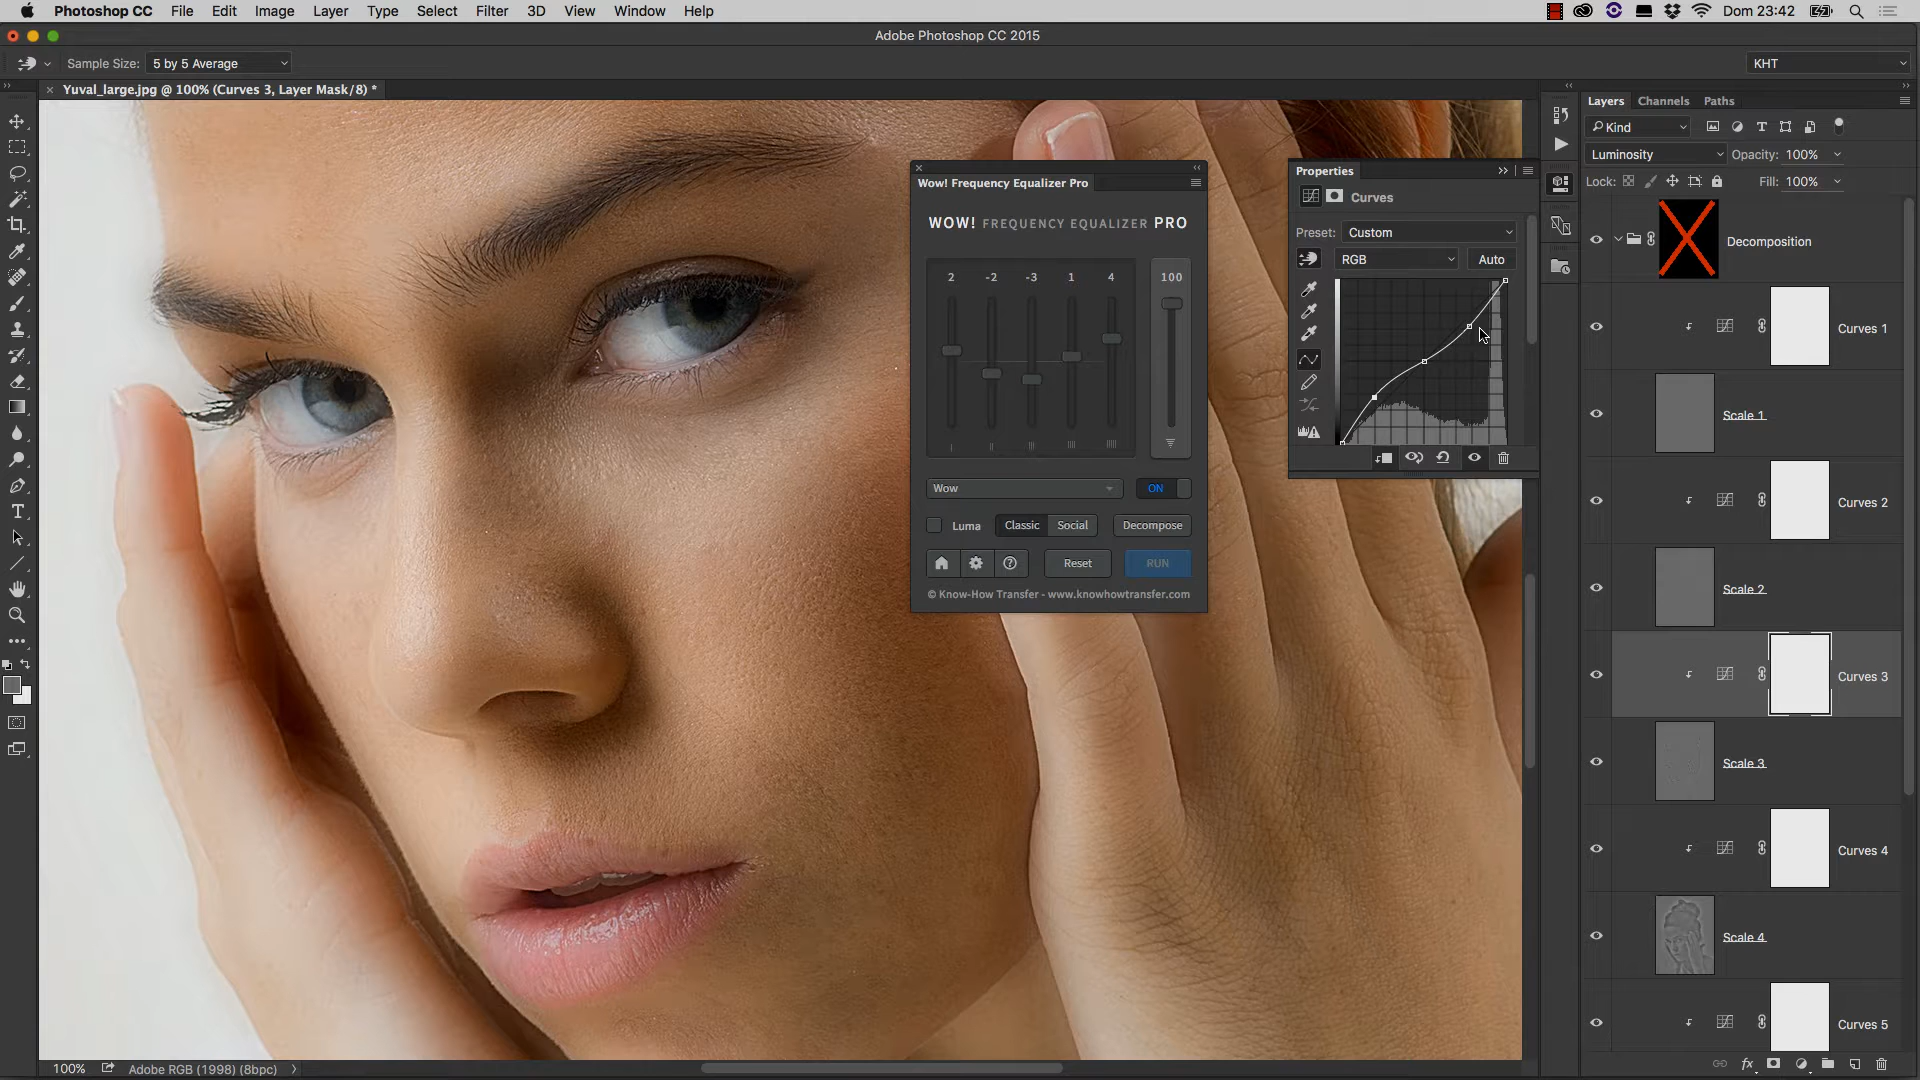 Photoshop CC File Edit Image Layer Type Select Filter 3D View Window Help Dom 23:42
Adobe Photoshop CC 2015
Sample Size: 5 by 5 Average KHT
Yuval_large.jpg @ 100% (Curves 3, Layer Mask/8) *
Layers Channels Paths
Kind
Luminosity Opacity: 100%
Lock: Fill: 100%
Wow! Frequency Equalizer Pro
WOW! FREQUENCY EQUALIZER PRO
2 -2 -3 1 4 100
Wow ON
Luma Classic Social Decompose
Reset RUN
© Know-How Transfer - www.knowhowtransfer.com
Properties
Curves
Preset: Custom
RGB Auto
Decomposition
Curves 1
Scale 1
Curves 2
Scale 2
Curves 3
Scale 3
Curves 4
Scale 4
Curves 5
100% Adobe RGB (1998) (8bpc)